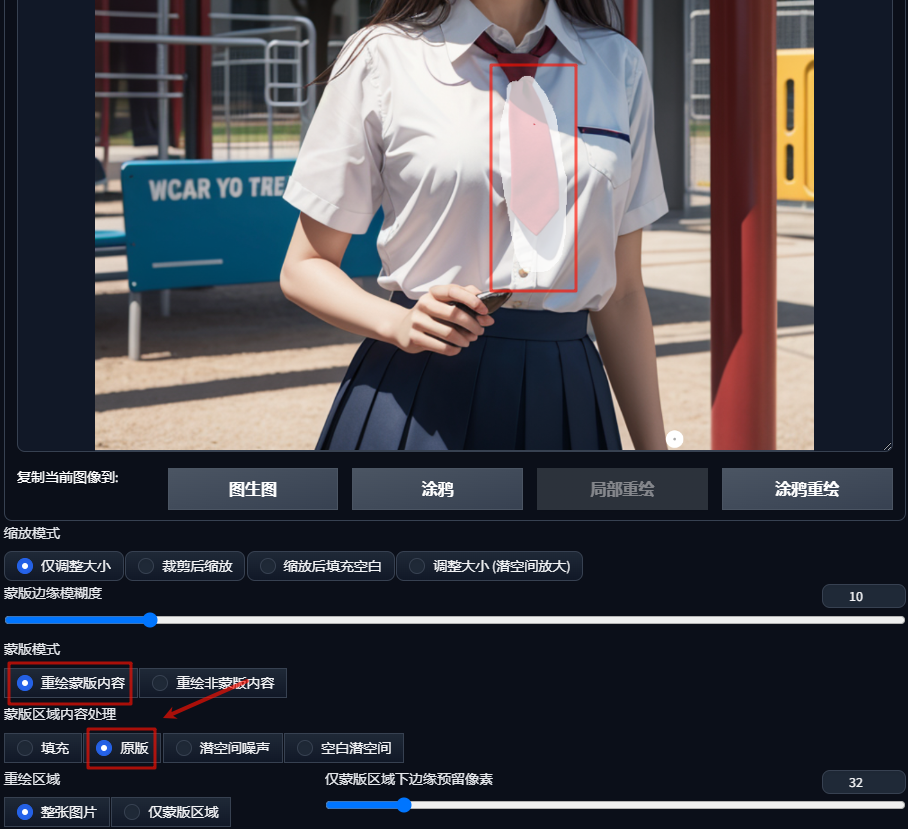 WCAR YO TRE
复制当前图像到:
图生图
涂鸦
局部重绘
涂鸦重绘
缩放模式
仅调整大小
裁剪后缩放
缩放后填充空白
调整大小 (潜空间放大)
蒙版边缘模糊度
10
蒙版模式
重绘蒙版内容
重绘非蒙版内容
蒙版区域内容处理
填充
原版
潜空间噪声
空白潜空间
重绘区域
仅蒙版区域下边缘预留像素
32
整张图片
仅蒙版区域